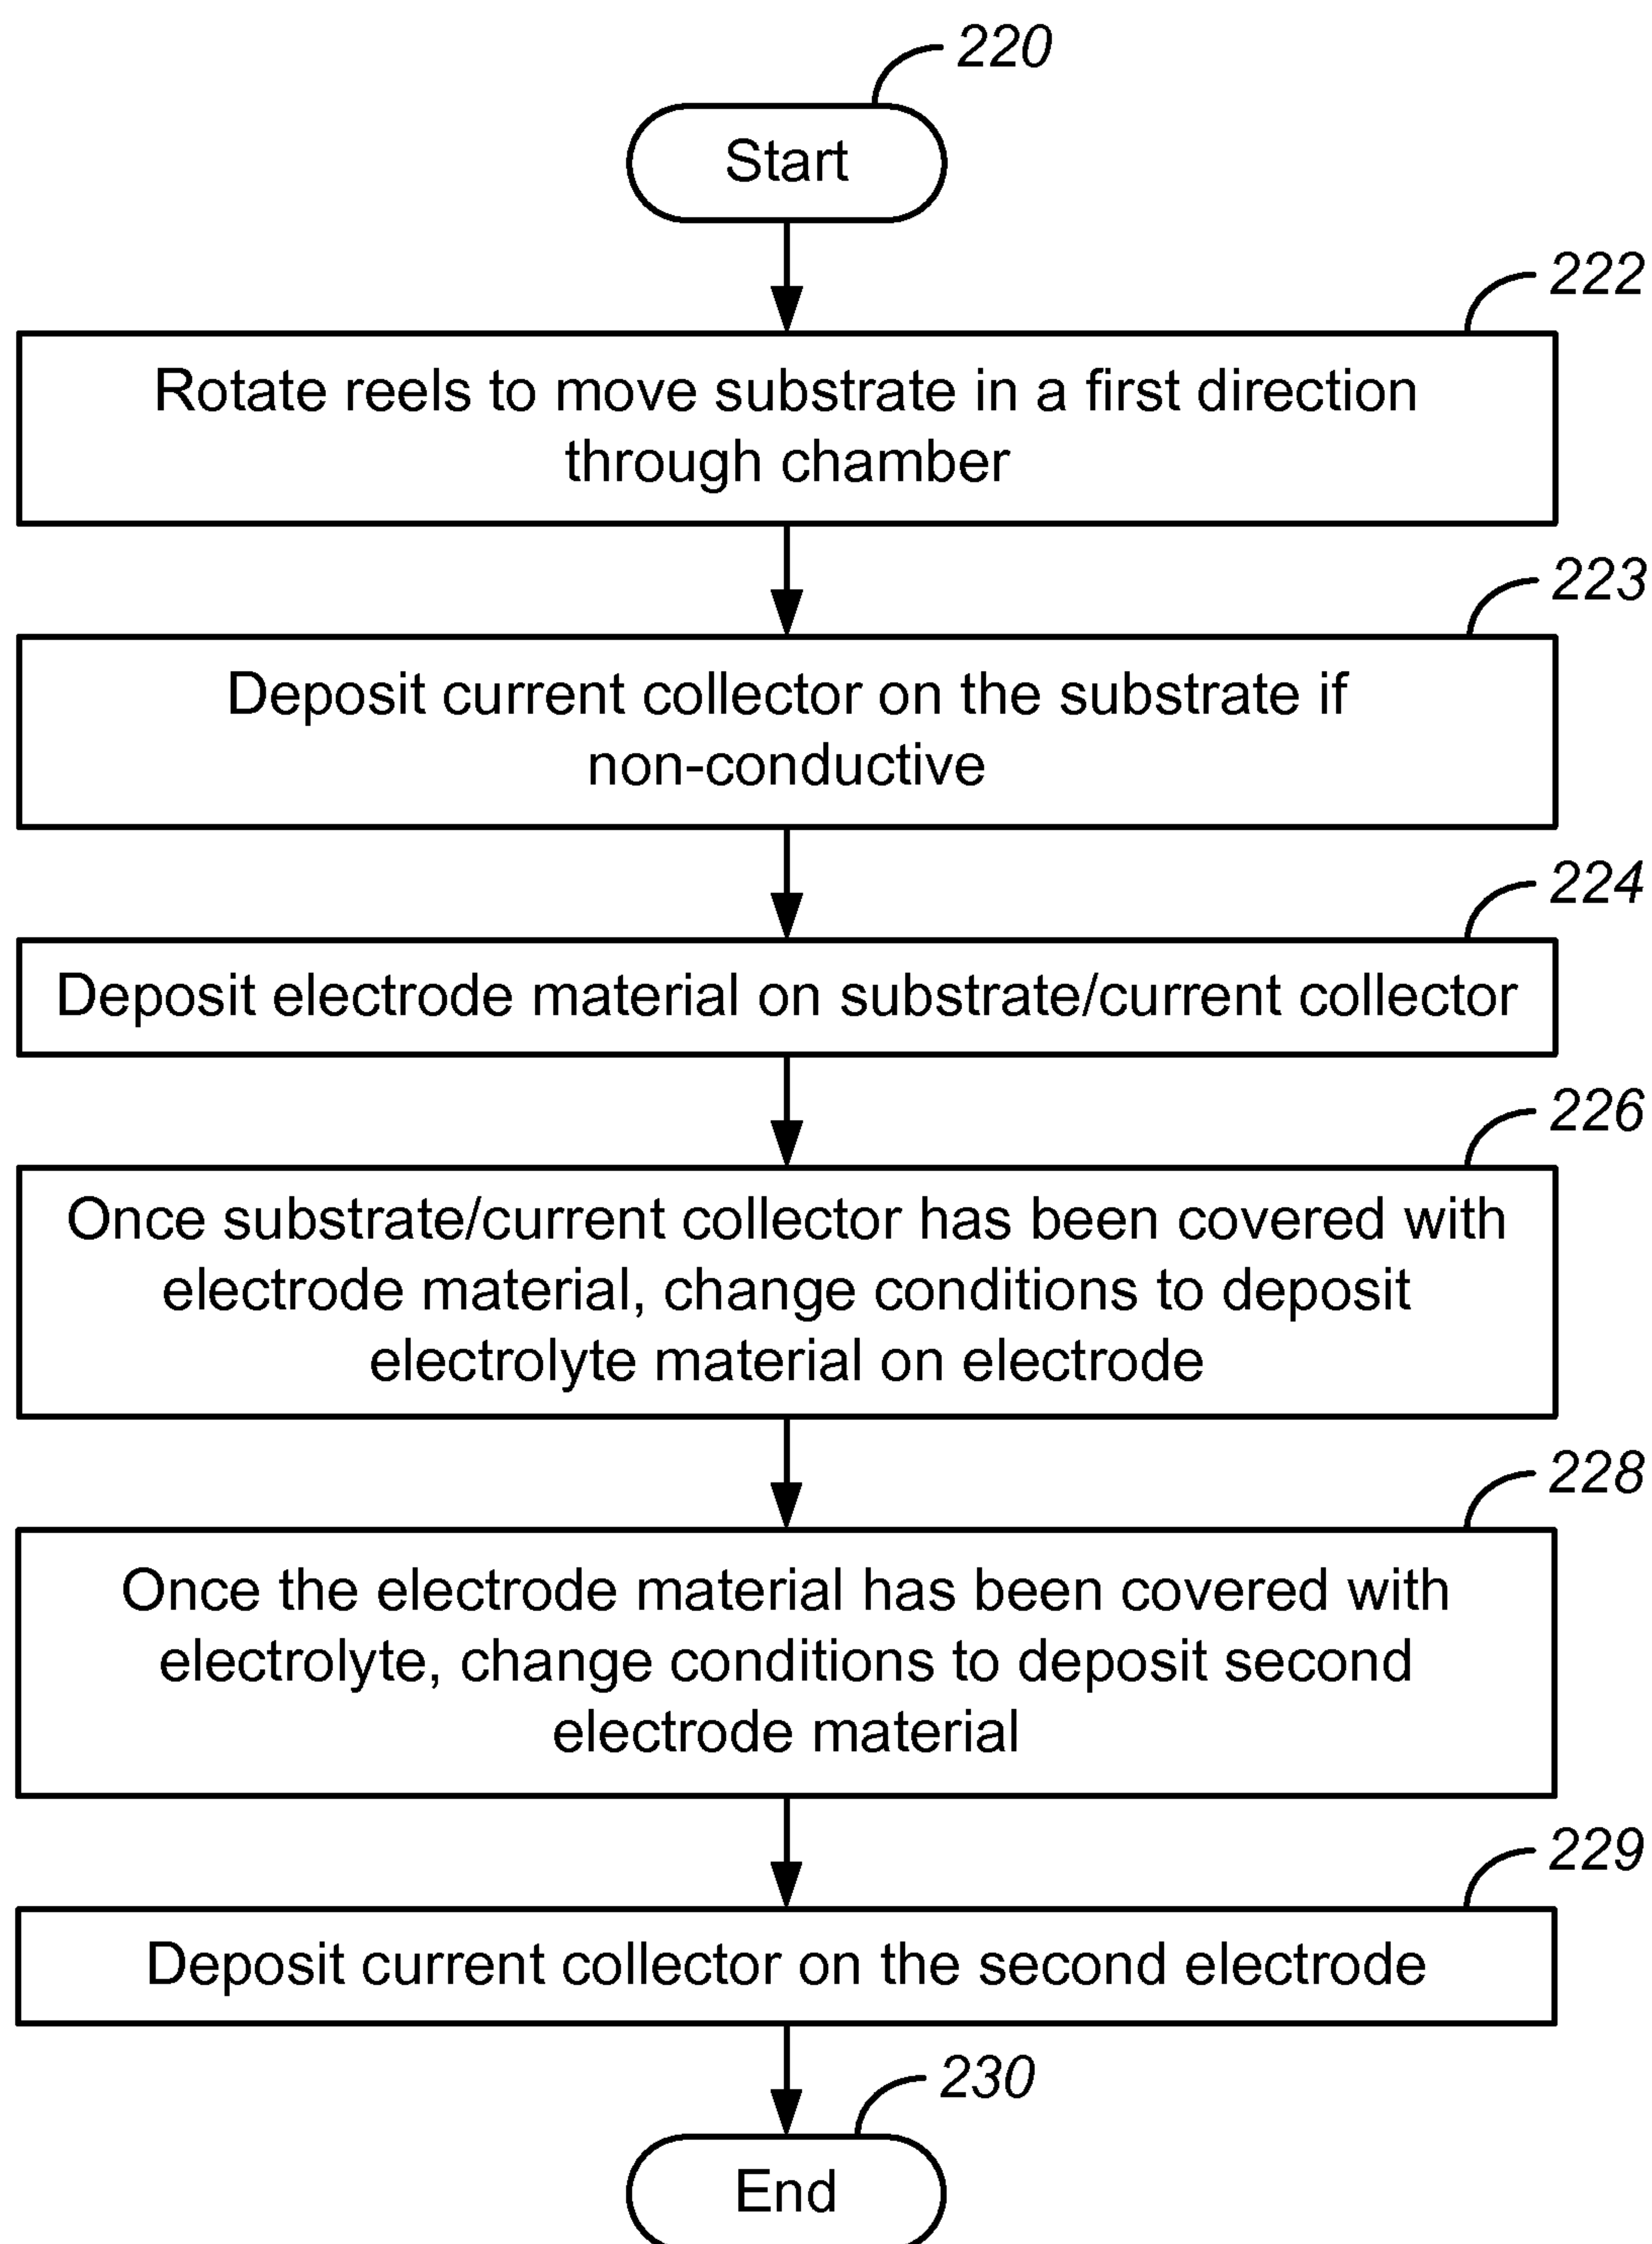 220
Start
222
Rotate reels to move substrate in a first direction
through chamber
223
Deposit current collector on the substrate if
non-conductive
224
Deposit electrode material on substrate/current collector
226
Once substrate/current collector has been covered with
electrode material, change conditions to deposit
electrolyte material on electrode
228
Once the electrode material has been covered with
electrolyte, change conditions to deposit second
electrode material
229
Deposit current collector on the second electrode
230
End